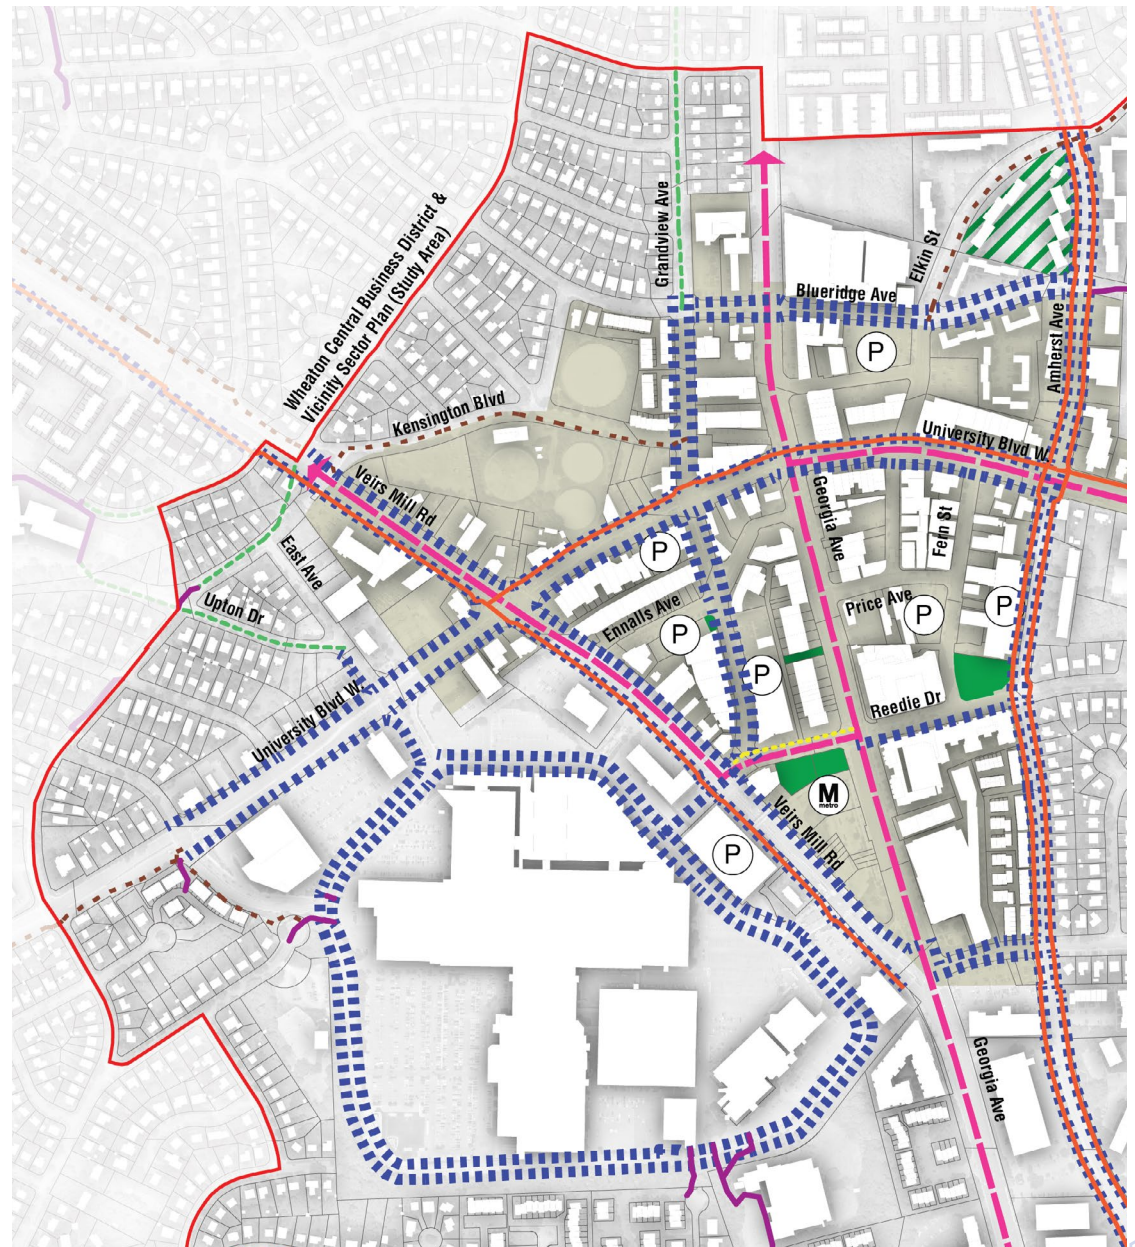 Grandview Ave
Elkin St
Wheaton Central Business District &
Vicinity Sector Plan (Study Area)
Blueridge Ave
Amherst Ave
P
Kensington Blvd
University Blvd W.
Veirs Mill Rd
Georgia Ave
Fern St
East Ave
P
Upton Dr
Ennalls Ave
Price Ave
P
P
P
P
University Blvd W.
Reedie Dr
M
metro
Veirs Mill Rd
P
Georgia Ave